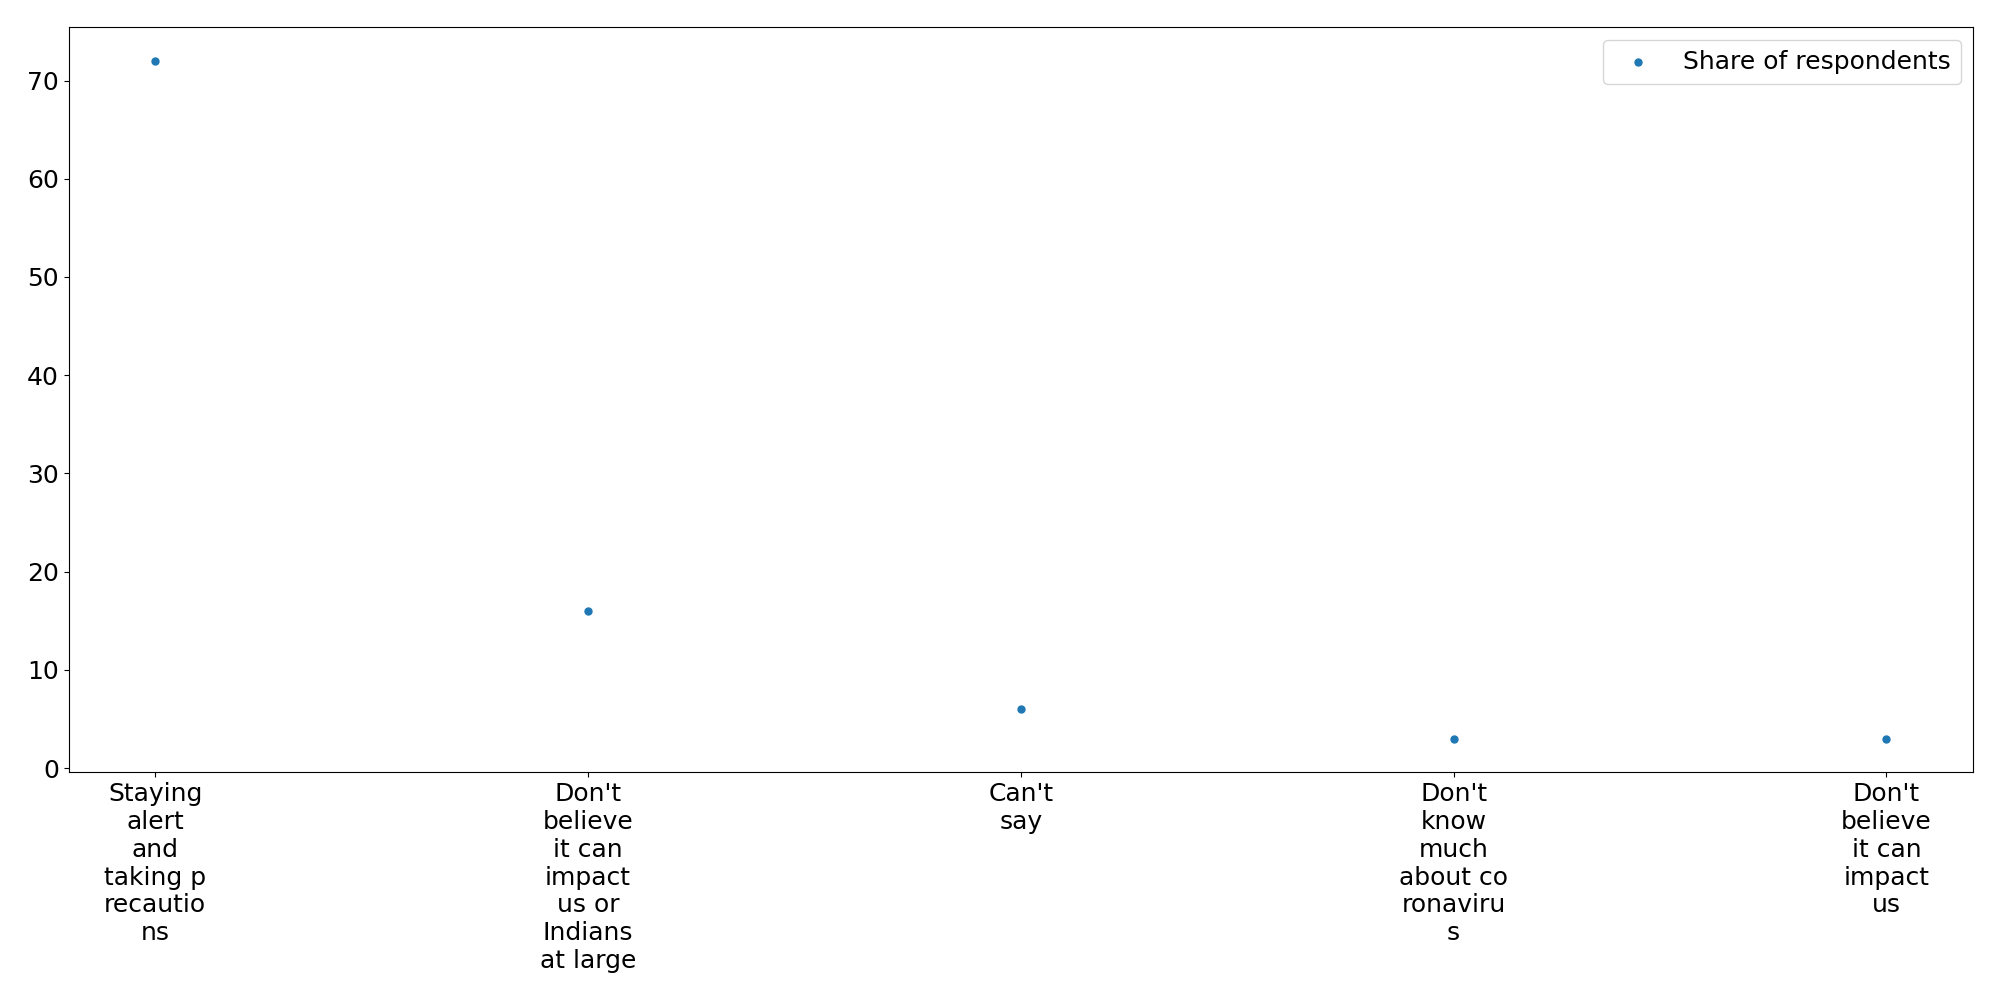 Share of respondents
70
60
50
40
30
20
10
0
Staying
alert
and
taking p
recautio
ns
Don't
believe
it can
impact
us or
Indians
at large
Can't
say
Don't
know
much
about co
ronaviru
s
Don't
believe
it can
impact
us